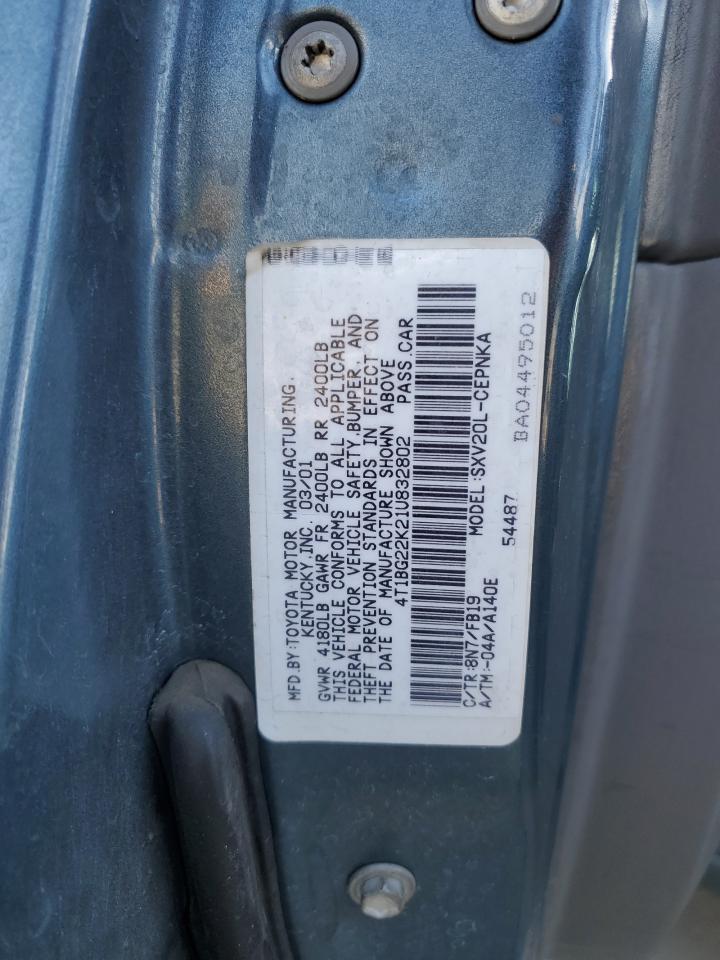 MFD.BY:TOYOTA MOTOR MANUFACTURING.
KENTUCKY,INC. 03/01
GVWR 4180LB GAWR FR 2400LB RR 2400LB
THIS VEHICLE CONFORMS TO ALL APPLICABLE
FEDERAL MOTOR VEHICLE SAFETY,BUMPER, AND
THEFT PREVENTION STANDARDS IN EFFECT ON
THE DATE OF MANUFACTURE SHOWN ABOVE
4T1BG22K21U832802 PASS.CAR
C/TR:8N7/FB19 MODEL:SXV20L-CEPNKA
A/TM:-04A/A140E 54487
BA04495012